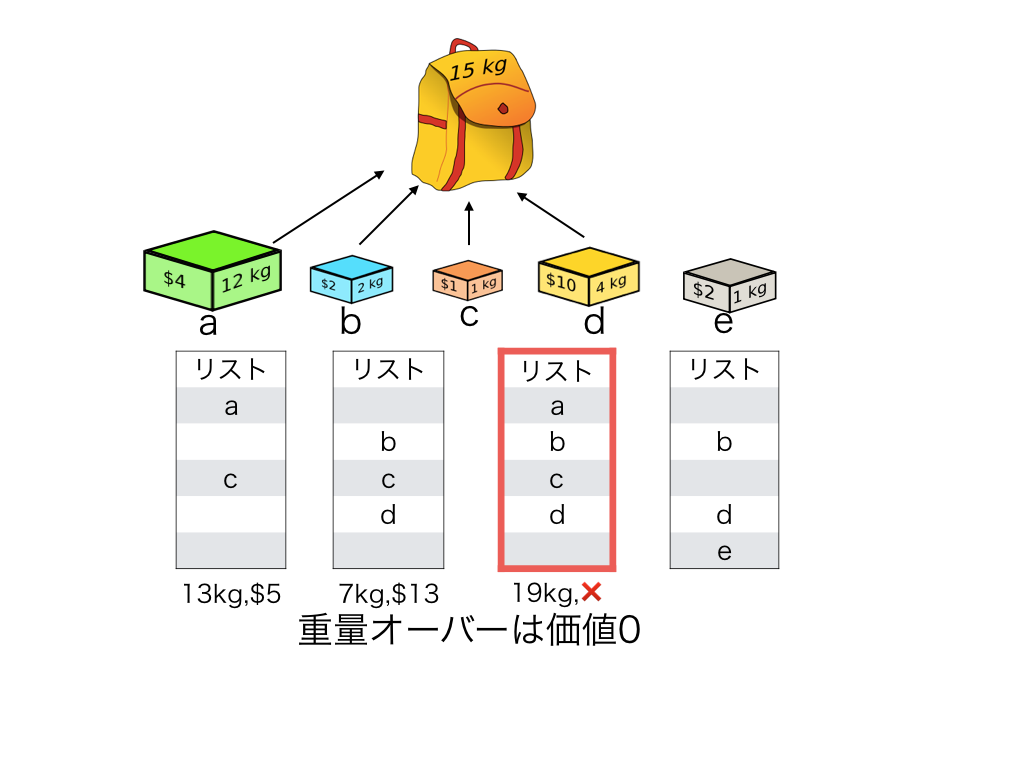 15 kg
$4 12 kg
$2 2 kg
$1 1 kg
$10 4 kg
$2 1 kg
a b c d e
リスト リスト リスト リスト
a a
b b b
c c c
d d d
e
13kg,$5 7kg,$13 19kg,❌
重量オーバーは価値0